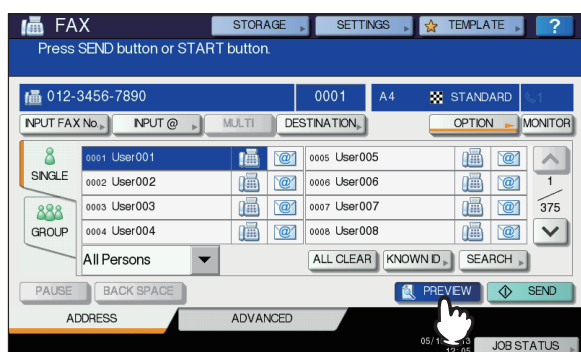 FAX STORAGE SETTINGS TEMPLATE ?
Press SEND button or START button.
012-3456-7890 0001 A4 STANDARD 1
INPUT FAX No. INPUT @ MULTI DESTINATION OPTION MONITOR
SINGLE
GROUP
0001 User001 @ 0005 User005 @
0002 User002 @ 0006 User006 @
0003 User003 @ 0007 User007 @
0004 User004 @ 0008 User008 @
1
375
All Persons ALL CLEAR KNOWN ID SEARCH
PAUSE BACK SPACE PREVIEW SEND
ADDRESS ADVANCED
12:05 JOB STATUS